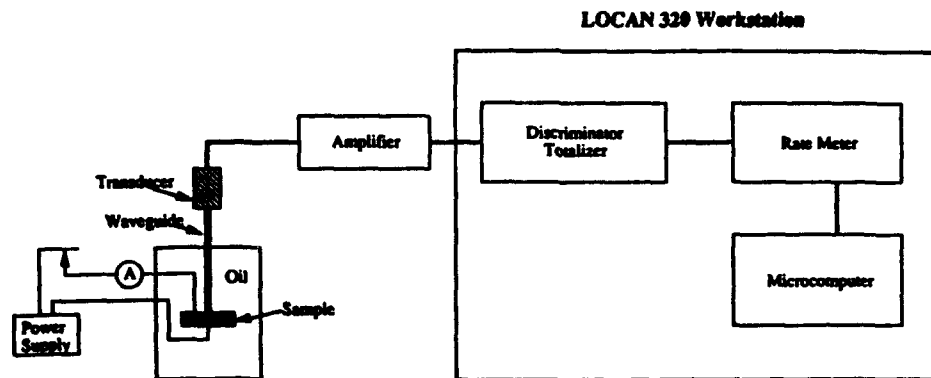 LOCAN 320 Workstation
Amplifier
Discriminator
Totalizer
Rate Meter
Transducer
Waveguide
A
Oil
Microcomputer
Sample
Power
Supply